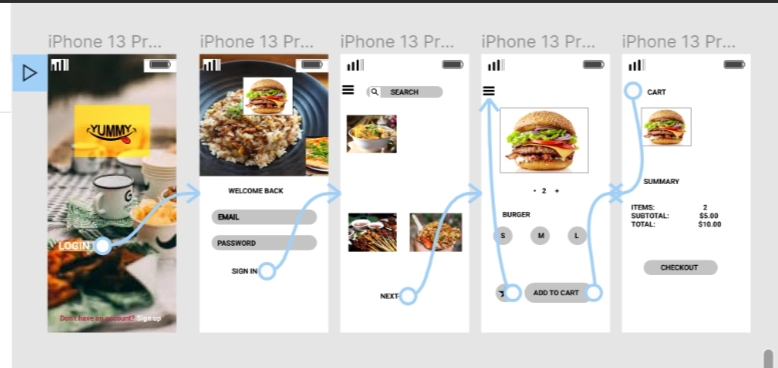 iPhone 13 Pr...
YUMMY
LOGIN
Don't have an account? Sign up
iPhone 13 Pr...
WELCOME BACK
EMAIL
PASSWORD
SIGN IN
iPhone 13 Pr...
SEARCH
NEXT
iPhone 13 Pr...
- 2 +
BURGER
S M L
ADD TO CART
iPhone 13 Pr...
CART
SUMMARY
ITEMS: 2
SUBTOTAL: $5.00
TOTAL: $10.00
CHECKOUT